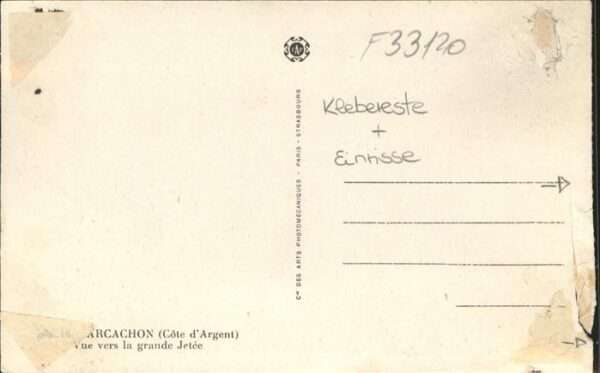 F33120
Klebereste
+
Einrisse
Cie DES ARTS PHOTOMECANIQUES - PARIS - STRASBOURG
ARCACHON (Côte d'Argent)
Vue vers la grande Jetée